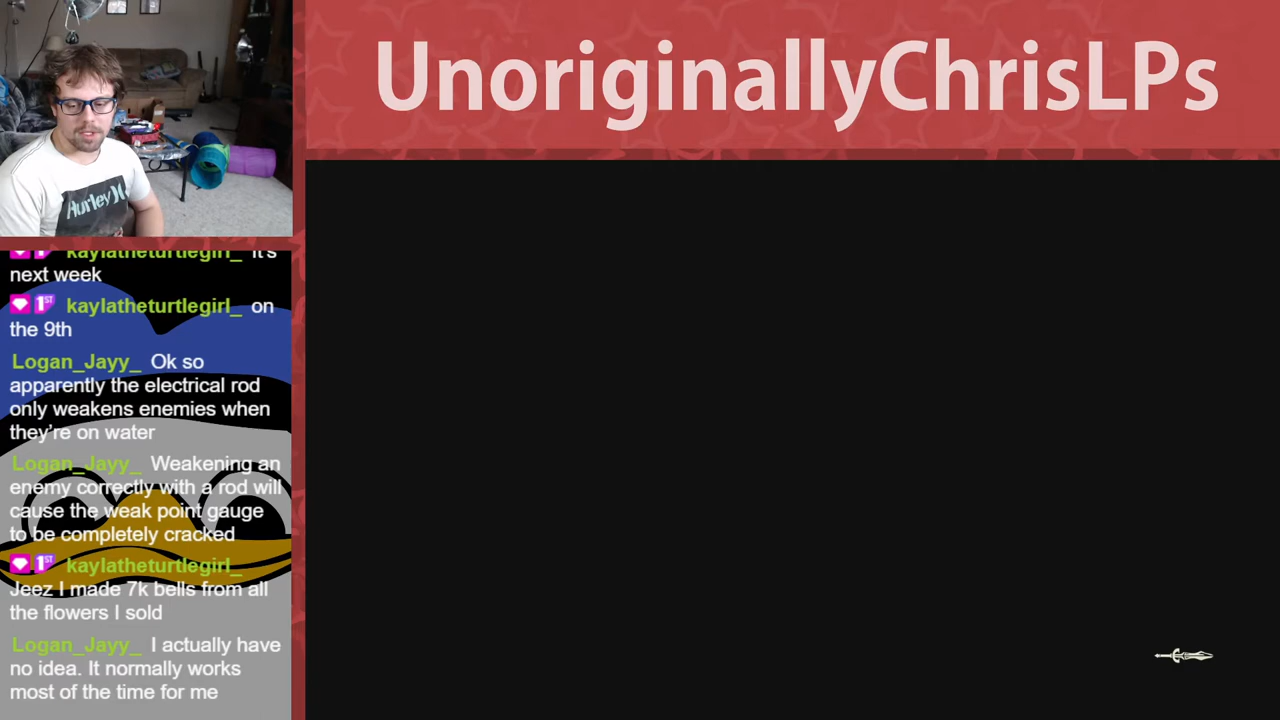 UnoriginallyChrisLPs
Hurley
kaylatheturtlegirl_ It's
next week
1ST kaylatheturtlegirl_ on
the 9th
Logan_Jayy_ Ok so
apparently the electrical rod
only weakens enemies when
they're on water
Logan_Jayy_ Weakening an
enemy correctly with a rod will
cause the weak point gauge
to be completely cracked
1ST kaylatheturtlegirl_
Jeez I made 7k bells from all
the flowers I sold
Logan_Jayy_ I actually have
no idea. It normally works
most of the time for me